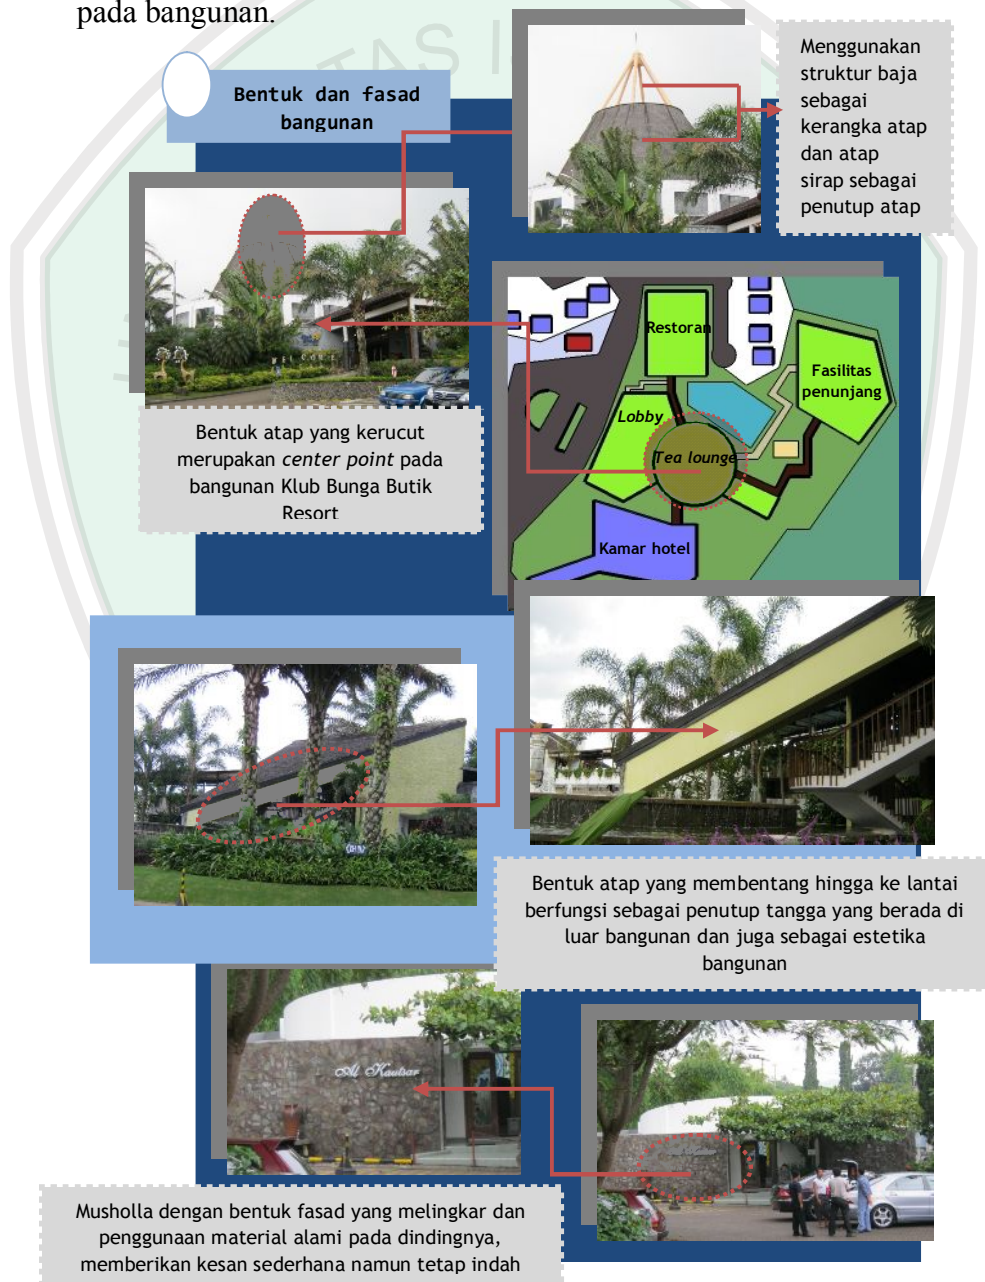 pada bangunan.
Bentuk dan fasad
bangunan
Menggunakan
struktur baja
sebagai
kerangka atap
dan atap
sirap sebagai
penutup atap
WELCOME
Bentuk atap yang kerucut
merupakan center point pada
bangunan Klub Bunga Butik
Resort
Restoran
Fasilitas
penunjang
Lobby
Tea lounge
Kamar hotel
Bentuk atap yang membentang hingga ke lantai
berfungsi sebagai penutup tangga yang berada di
luar bangunan dan juga sebagai estetika
bangunan
Al Kautsar
Musholla dengan bentuk fasad yang melingkar dan
penggunaan material alami pada dindingnya,
memberikan kesan sederhana namun tetap indah